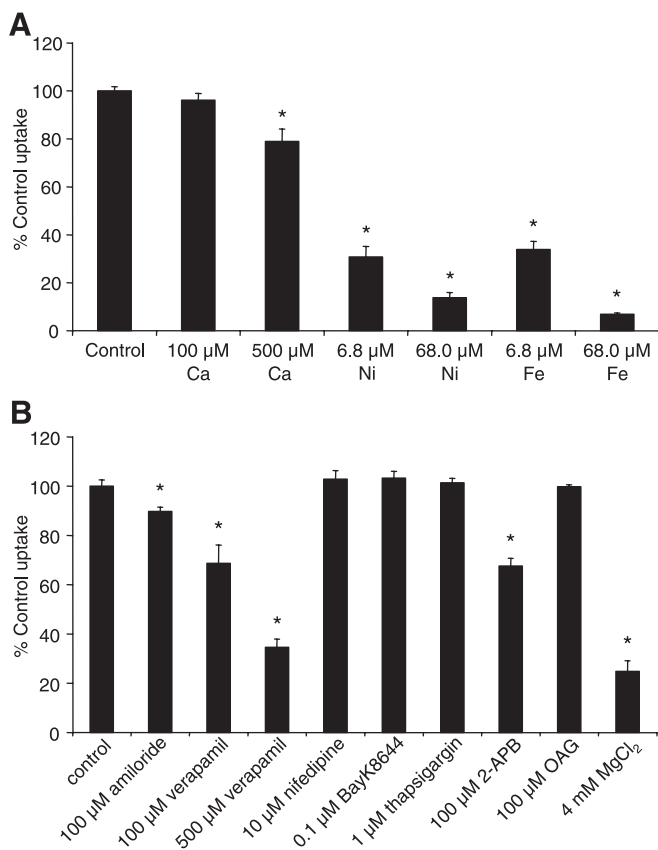 A
% Control uptake
120
100
80
60
40
20
0
*
*
*
*
*
Control
100 µM Ca
500 µM Ca
6.8 µM Ni
68.0 µM Ni
6.8 µM Fe
68.0 µM Fe
B
% Control uptake
120
100
80
60
40
20
0
*
*
*
*
*
control
100 µM amiloride
100 µM verapamil
500 µM verapamil
10 µM nifedipine
0.1 µM BayK8644
1 µM thapsigargin
100 µM 2-APB
100 µM OAG
4 mM MgCl₂